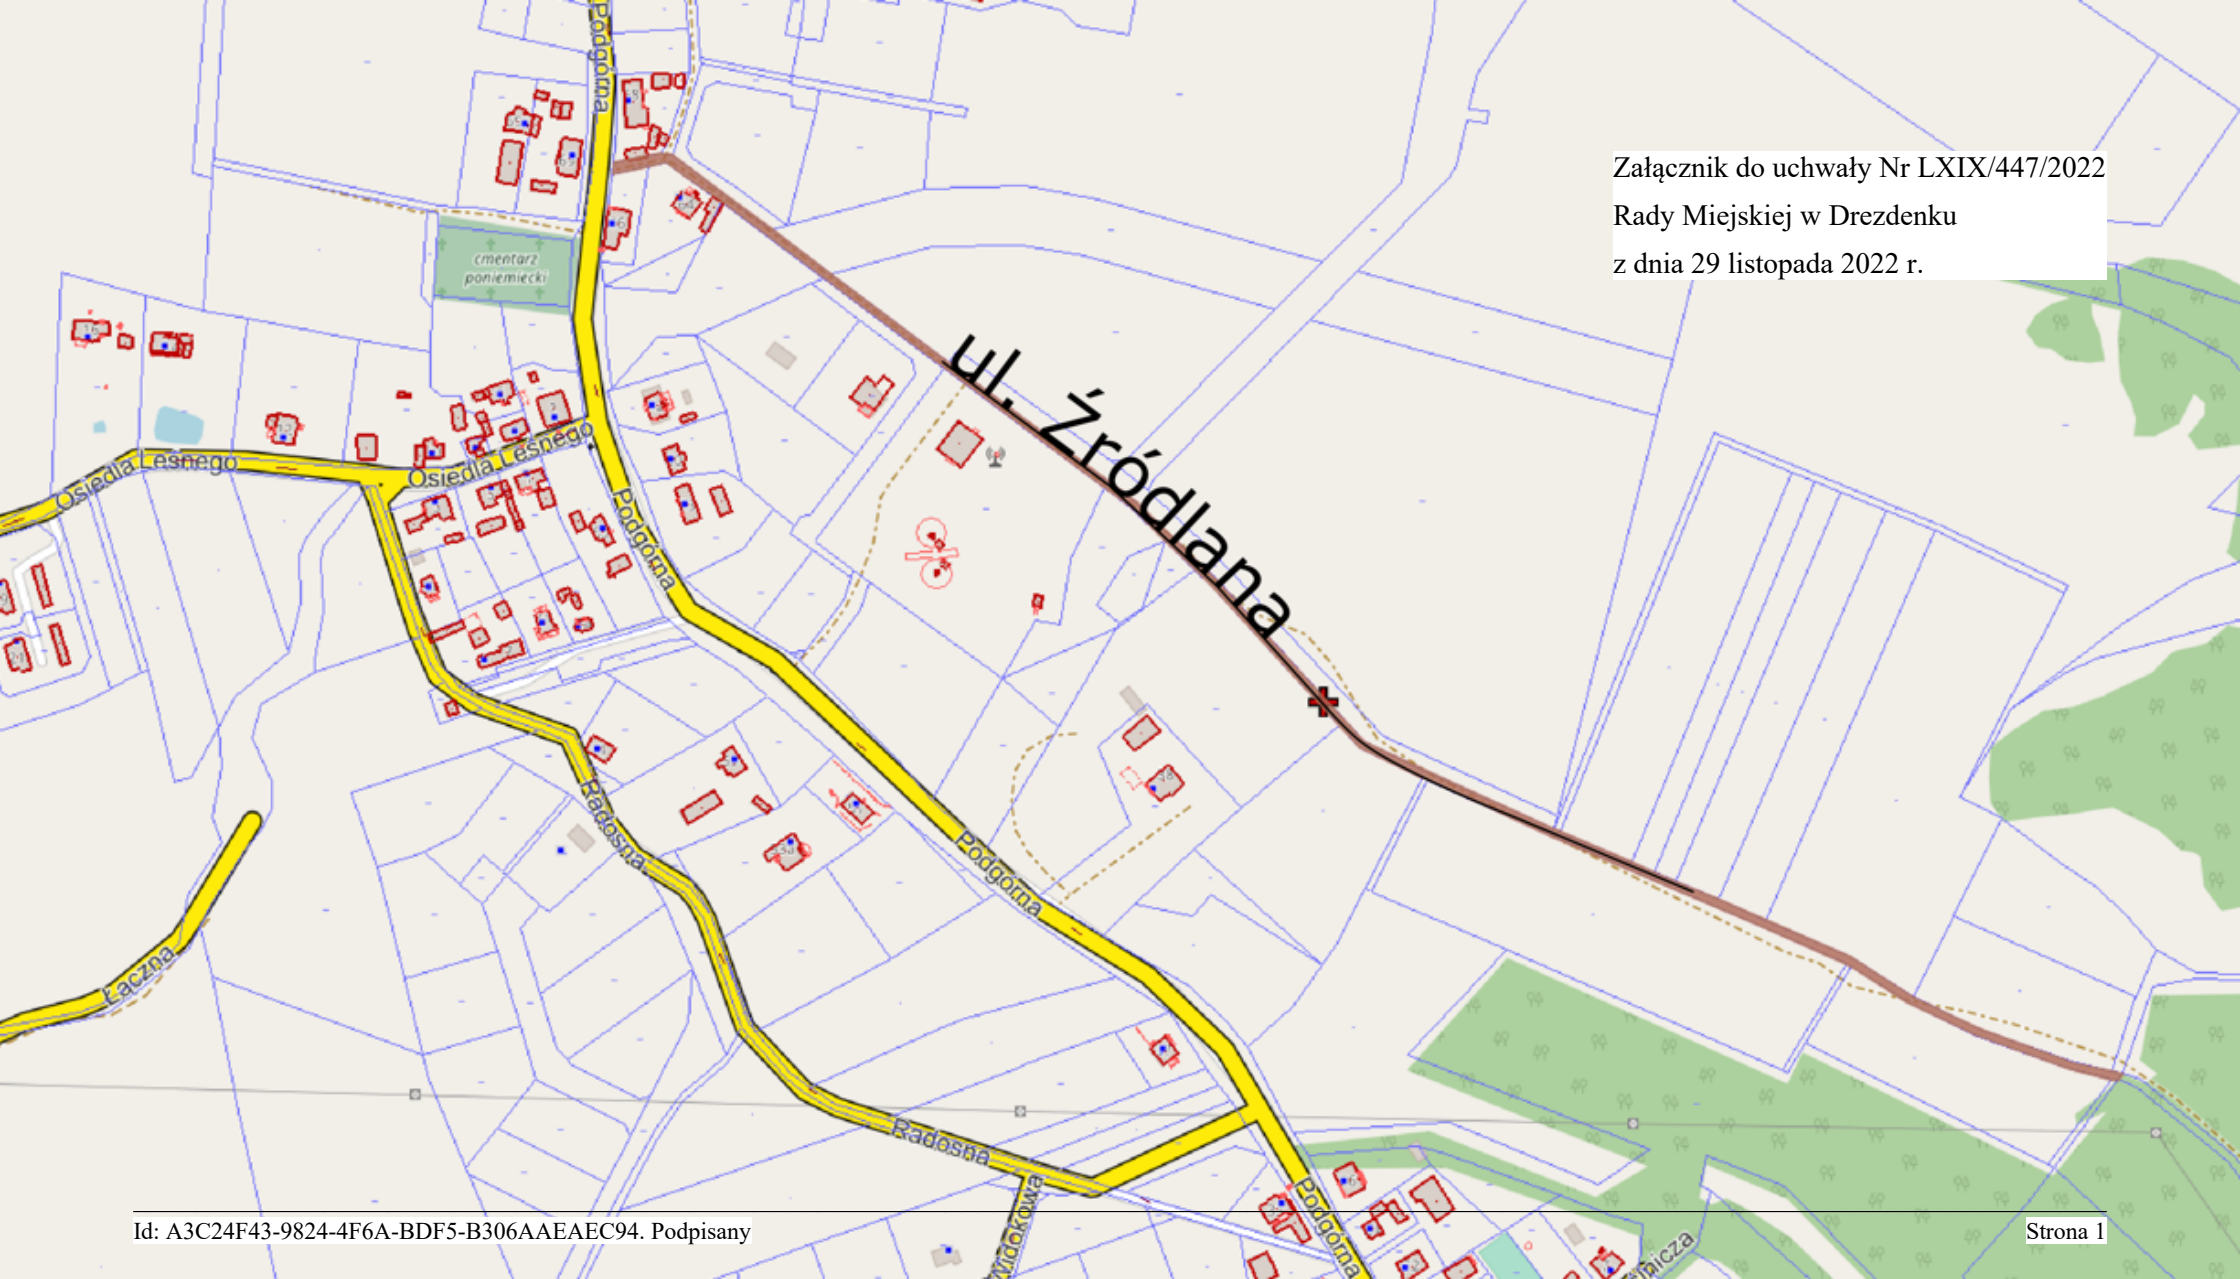 Podgórna
Załącznik do uchwały Nr LXIX/447/2022
Rady Miejskiej w Drezdenku
z dnia 29 listopada 2022 r.
cmentarz
poniemiecki
ul. Źródlana
Osiedla Leśnego
Osiedla Leśnego
Podgórna
Radosna
Podgórna
Łączna
Radosna
Widokowa
Podgórna
Id: A3C24F43-9824-4F6A-BDF5-B306AAEAEC94. Podpisany
Strona 1